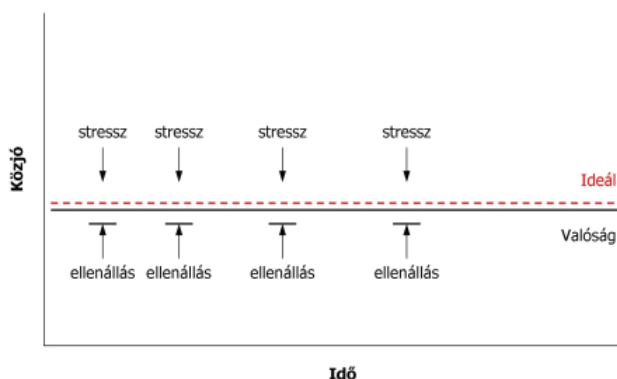 stressz stressz stressz stressz
Közjó
Ideál
Valóság
ellenállás ellenállás ellenállás ellenállás
Idő